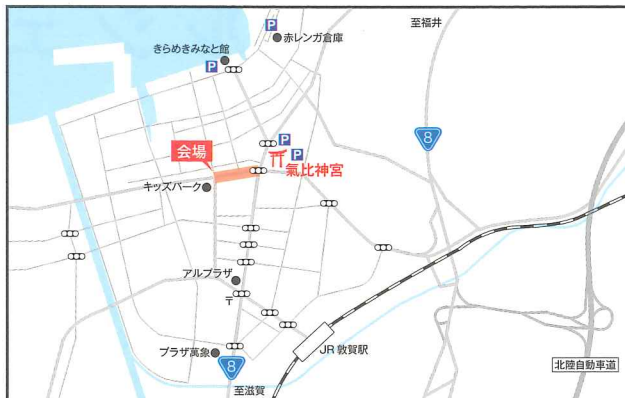 P
赤レンガ倉庫
至福井
きらめきみなと館
P
8
P
会場
P
氣比神宮
キッズパーク
アルプラザ
〒
JR 敦賀駅
プラザ萬象
8
北陸自動車道
至滋賀